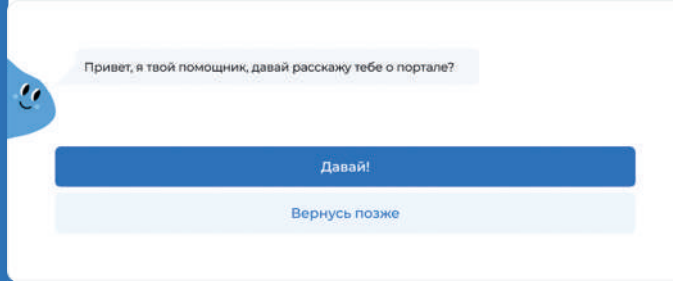 Привет, я твой помощник, давай расскажу тебе о портале?
Давай!
Вернусь позже